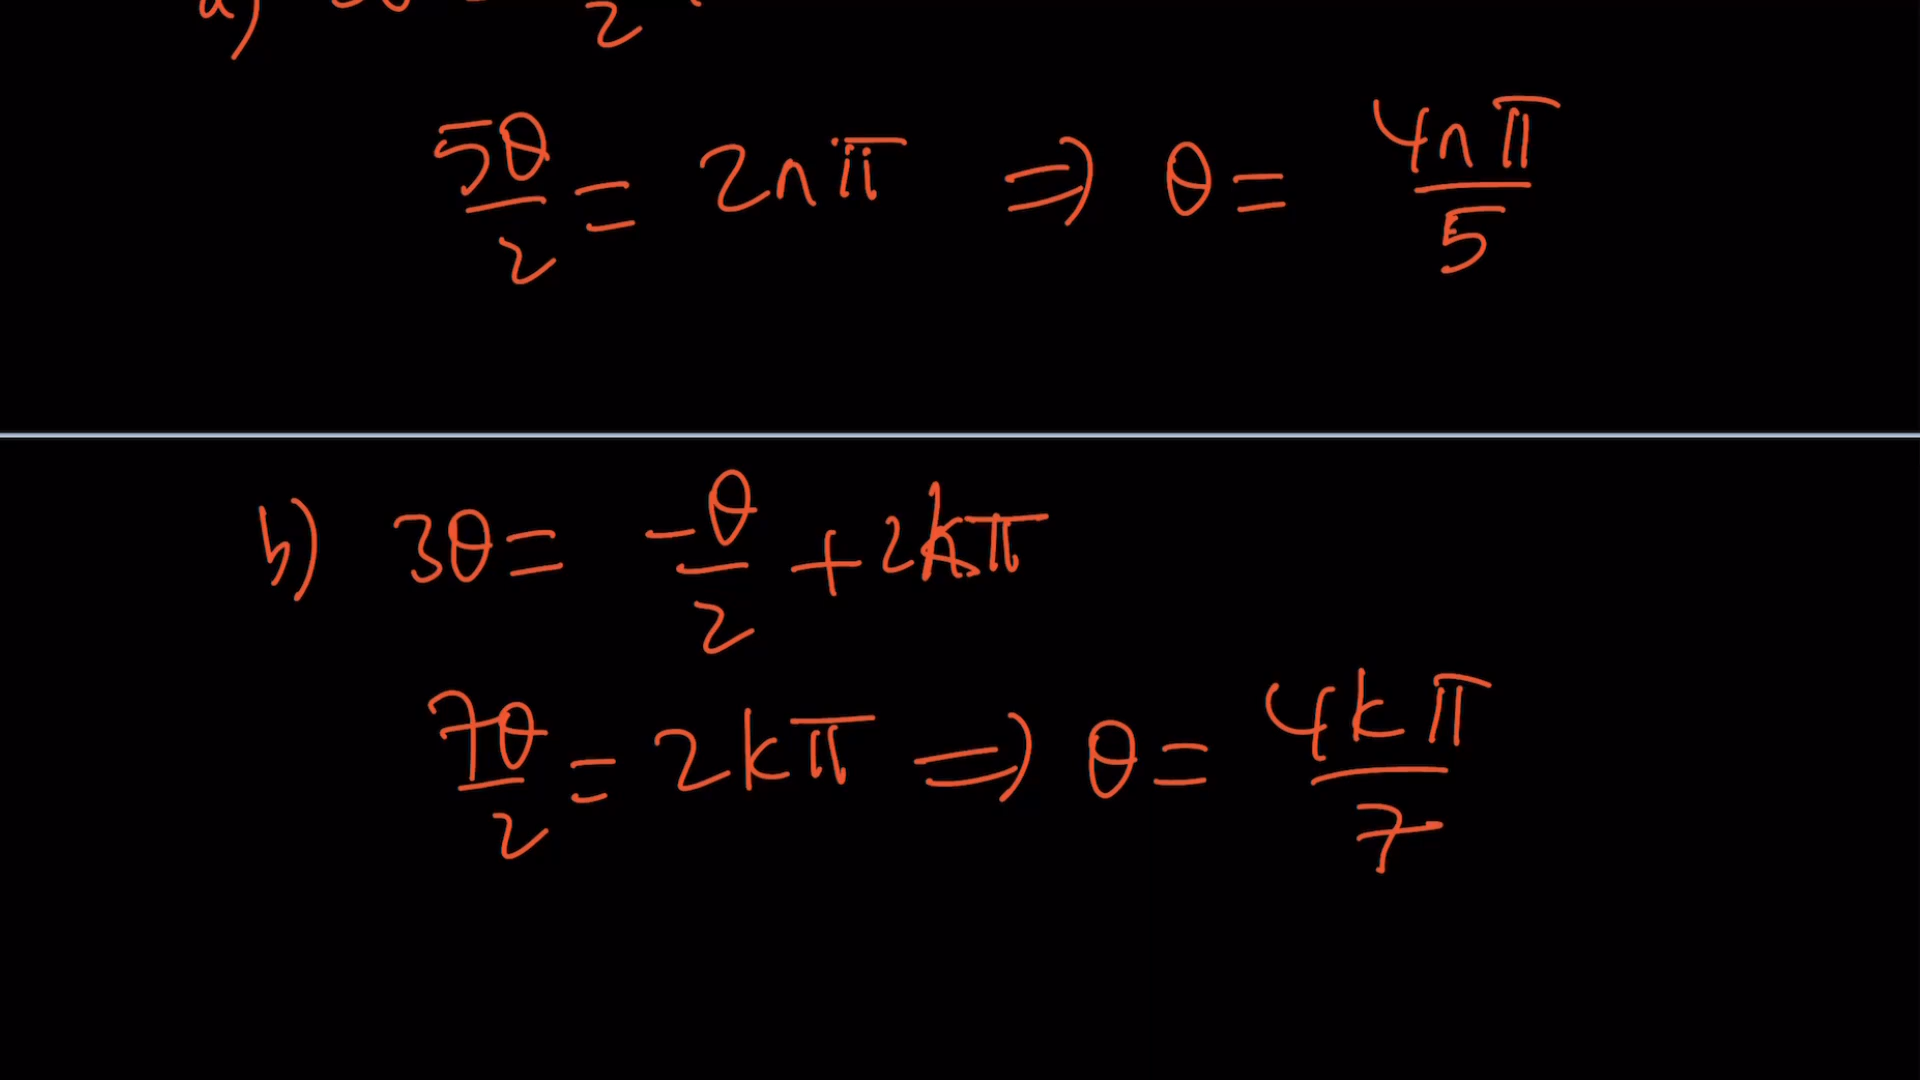 a)
5θ/2 = 2nπ ⇒ θ = 4nπ/5
b) 3θ = -θ/2 + 2kπ
7θ/2 = 2kπ ⇒ θ = 4kπ/7